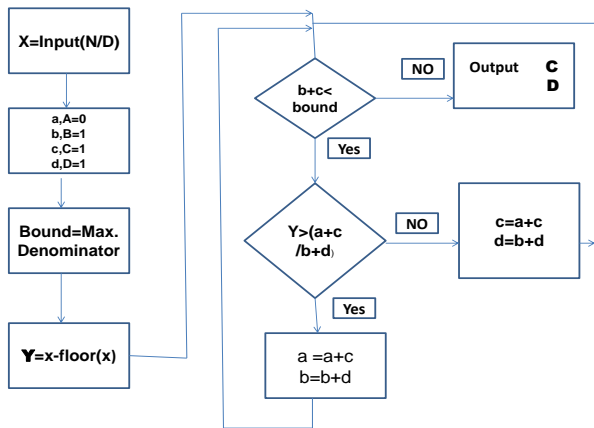 X=Input(N/D)
a,A=0
b,B=1
c,C=1
d,D=1
Bound=Max.
Denominator
Y=x-floor(x)
b+c<
bound
NO
Output C
D
Yes
Y>(a+c
/b+d)
NO
c=a+c
d=b+d
Yes
a =a+c
b=b+d